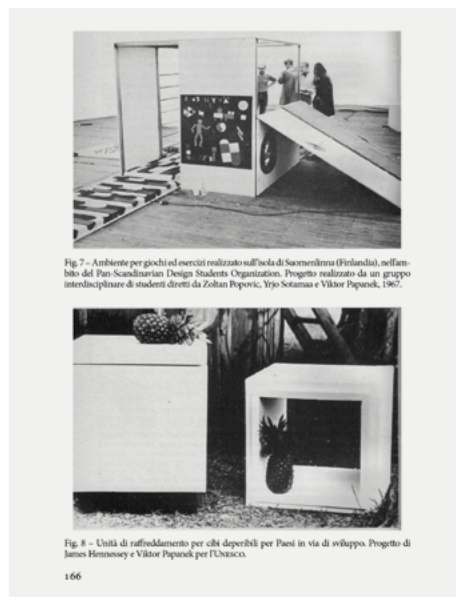 Fig. 7 – Ambiente per giochi ed esercizi realizzato sull'isola di Suomenlinna (Finlandia), nell'am-
bito del Pan-Scandinavian Design Students Organization. Progetto realizzato da un gruppo
interdisciplinare di studenti diretti da Zoltan Popovic, Yrjo Sotamaa e Viktor Papanek, 1967.
Fig. 8 – Unità di raffreddamento per cibi deperibili per Paesi in via di sviluppo. Progetto di
James Hennessey e Viktor Papanek per l'UNESCO.
166